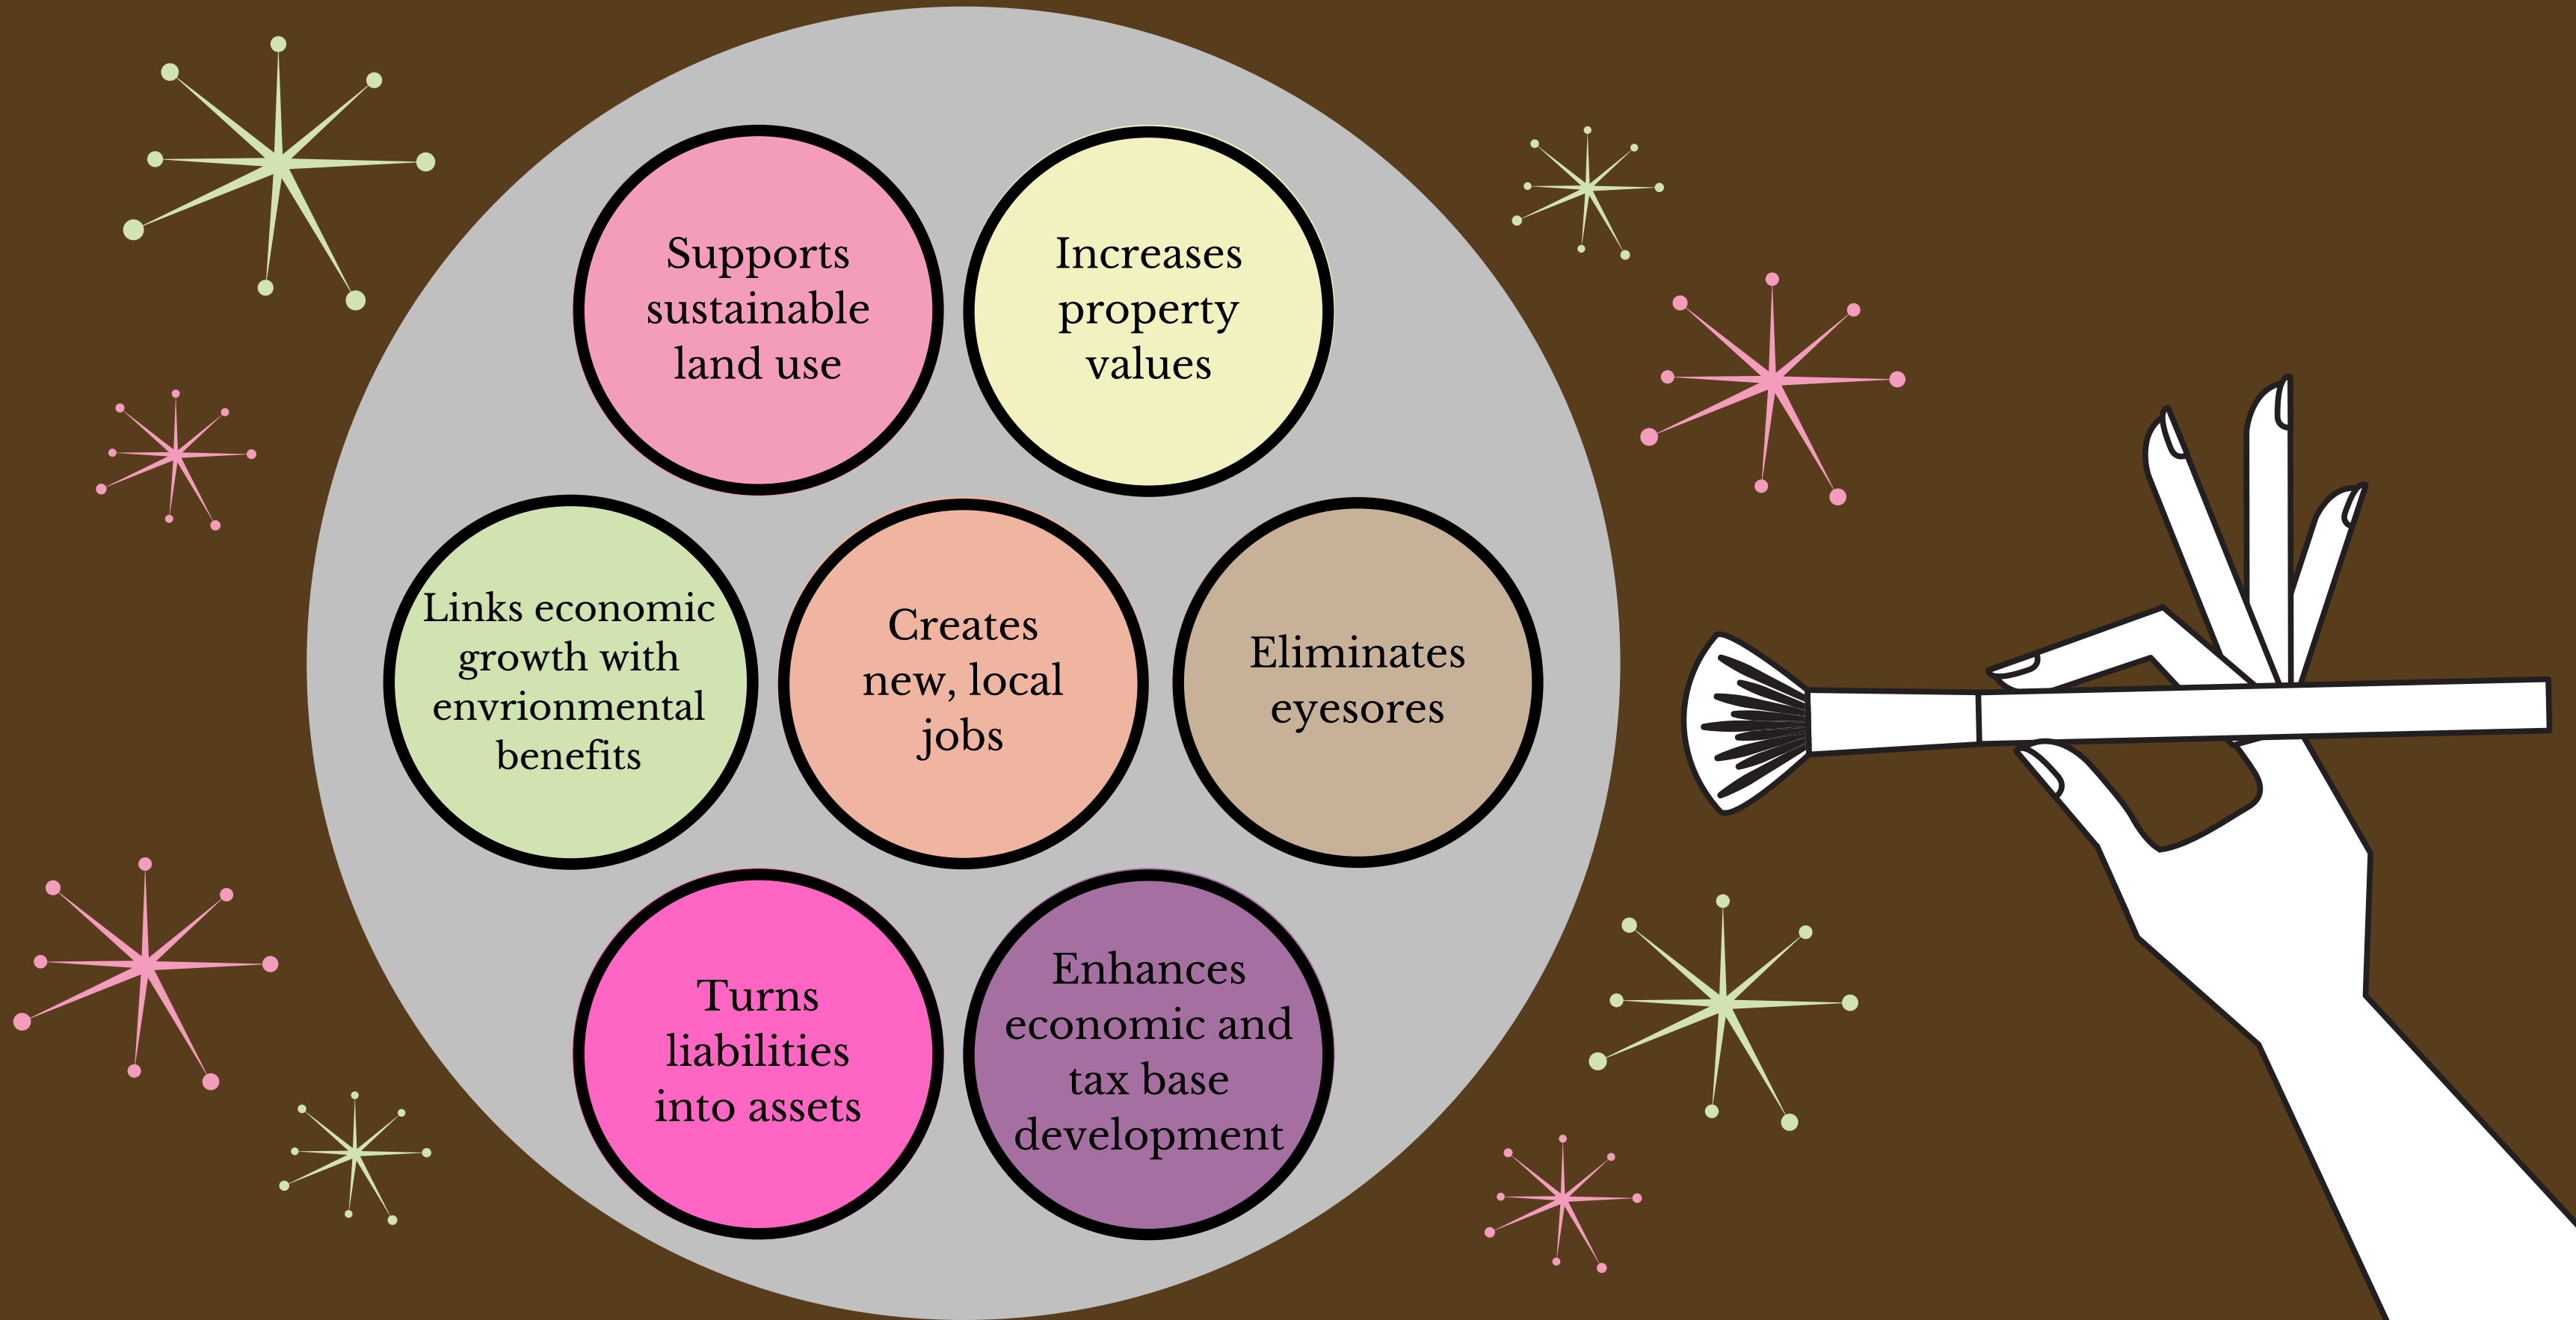 Supports
sustainable
land use
Increases
property
values
Links economic
growth with
envrionmental
benefits
Creates
new, local
jobs
Eliminates
eyesores
Turns
liabilities
into assets
Enhances
economic and
tax base
development